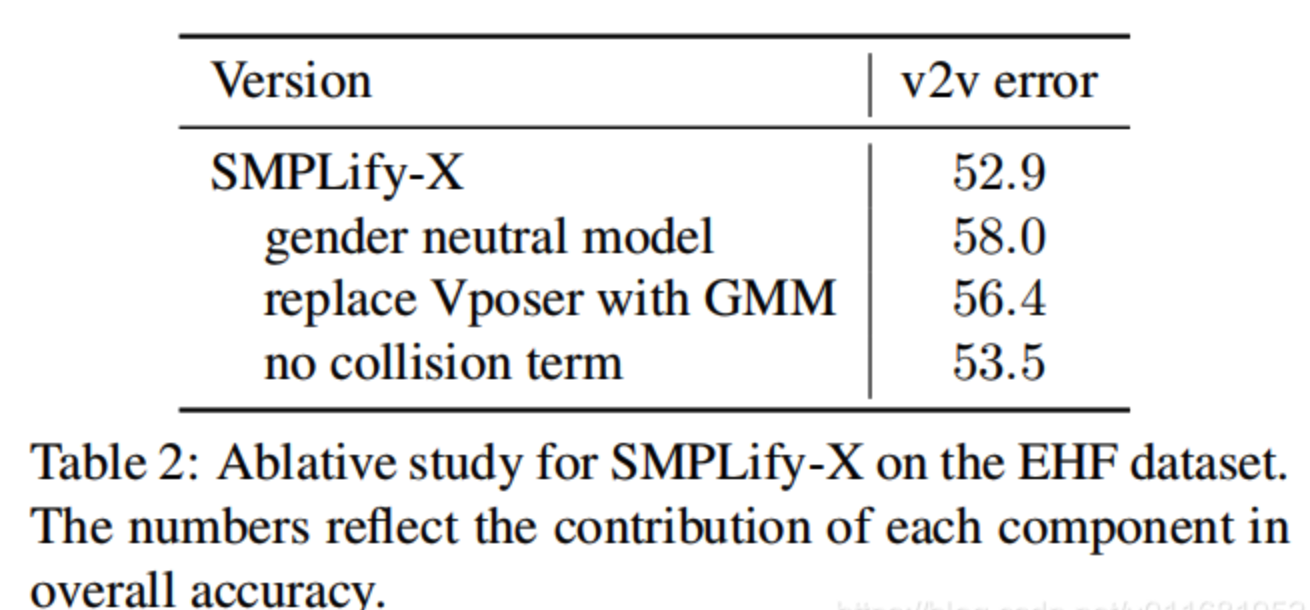 Version v2v error
SMPLify-X 52.9
gender neutral model 58.0
replace Vposer with GMM 56.4
no collision term 53.5
Table 2: Ablative study for SMPLify-X on the EHF dataset.
The numbers reflect the contribution of each component in
overall accuracy.